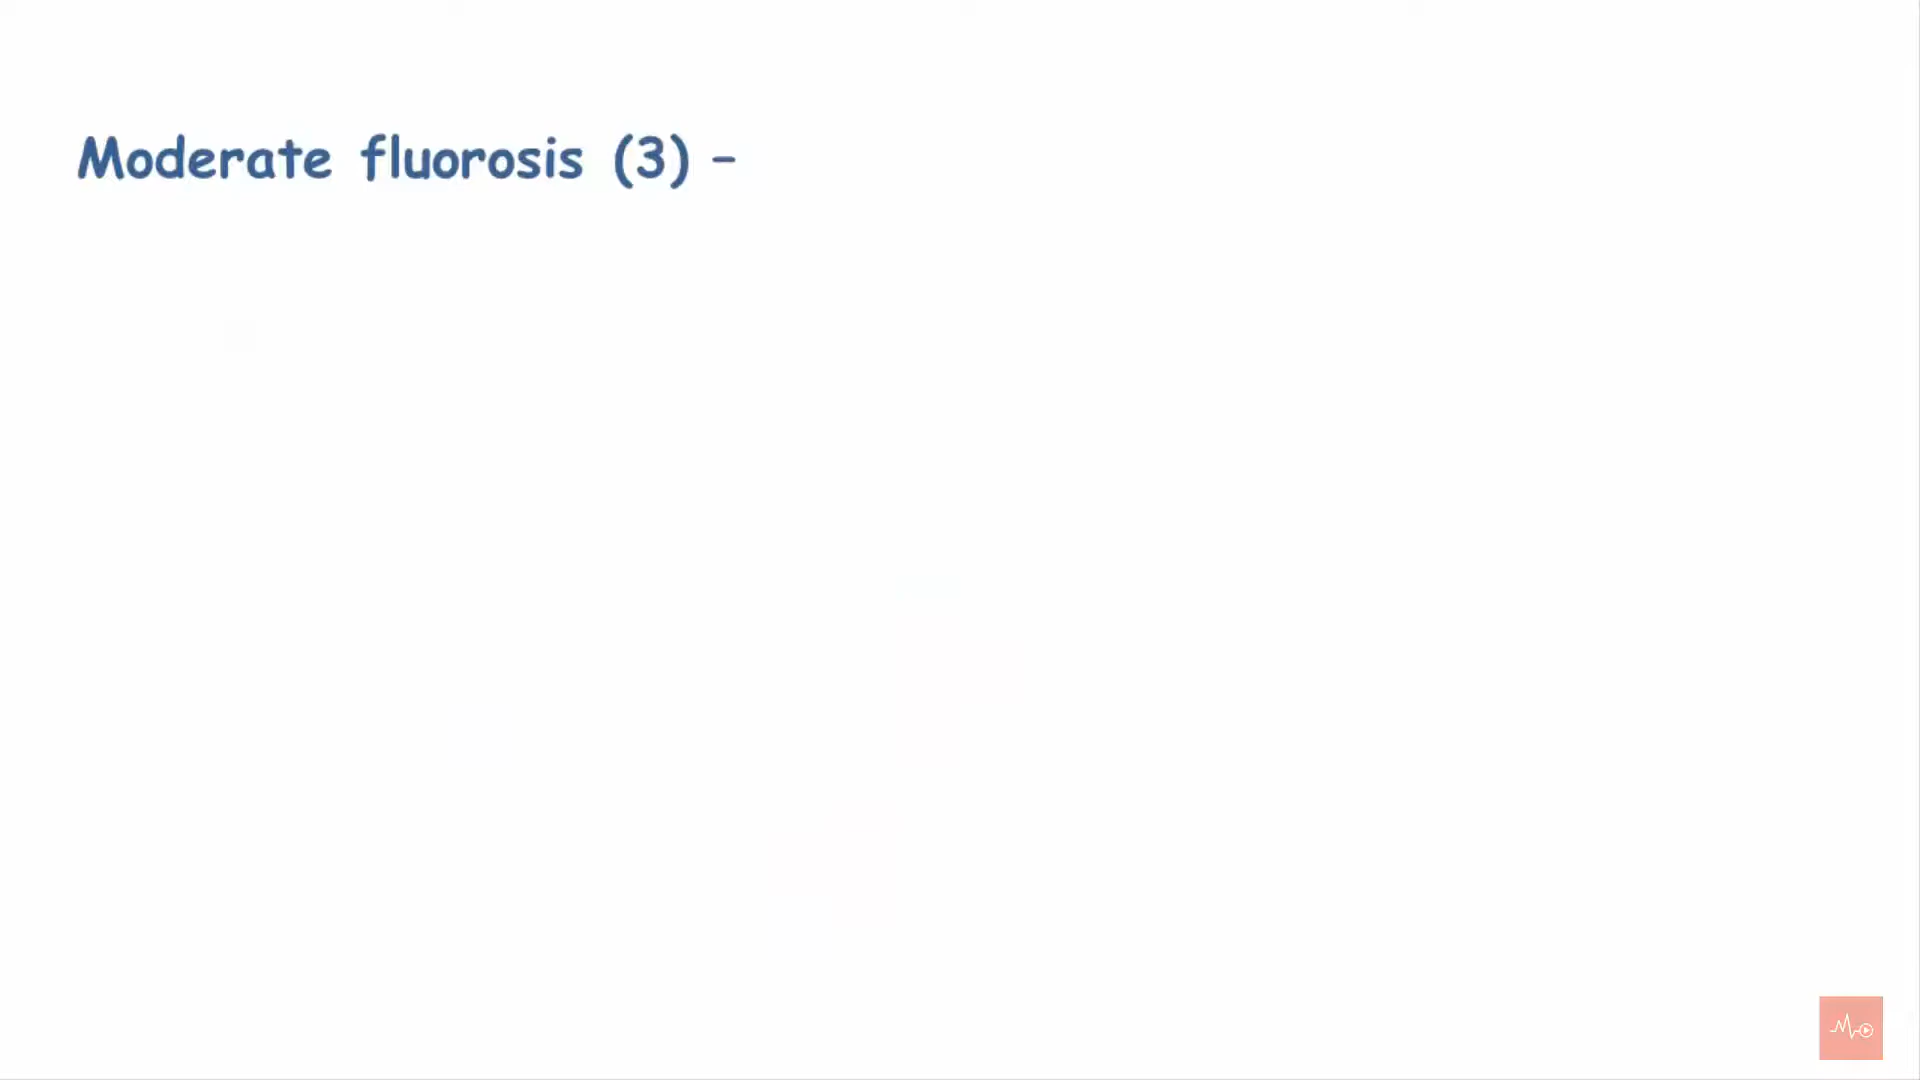 Moderate fluorosis (3) –